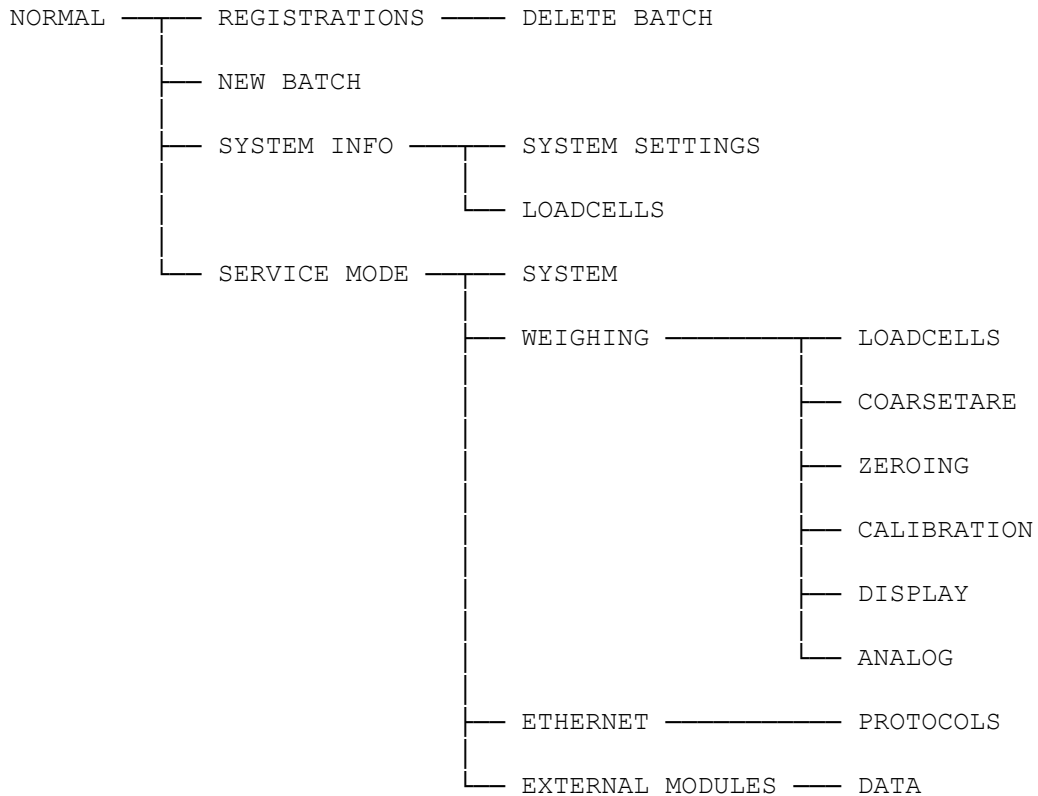 NORMAL REGISTRATIONS DELETE BATCH
NEW BATCH
SYSTEM INFO SYSTEM SETTINGS
LOADCELLS
SERVICE MODE SYSTEM
WEIGHING LOADCELLS
COARSETARE
ZEROING
CALIBRATION
DISPLAY
ANALOG
ETHERNET PROTOCOLS
EXTERNAL MODULES DATA